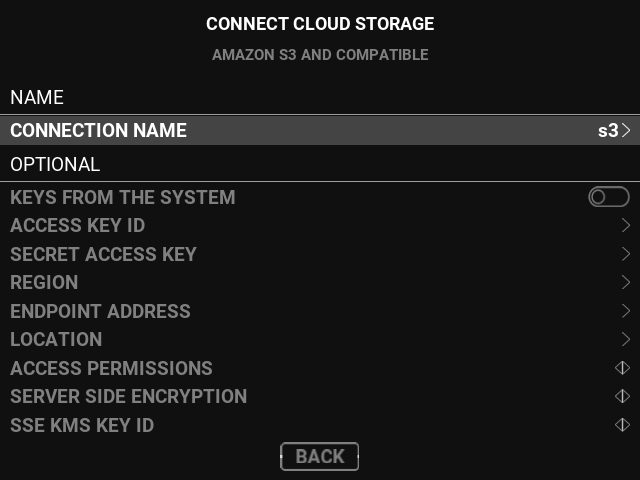 CONNECT CLOUD STORAGE
AMAZON S3 AND COMPATIBLE
NAME
CONNECTION NAME s3
OPTIONAL
KEYS FROM THE SYSTEM
ACCESS KEY ID
SECRET ACCESS KEY
REGION
ENDPOINT ADDRESS
LOCATION
ACCESS PERMISSIONS
SERVER SIDE ENCRYPTION
SSE KMS KEY ID
BACK